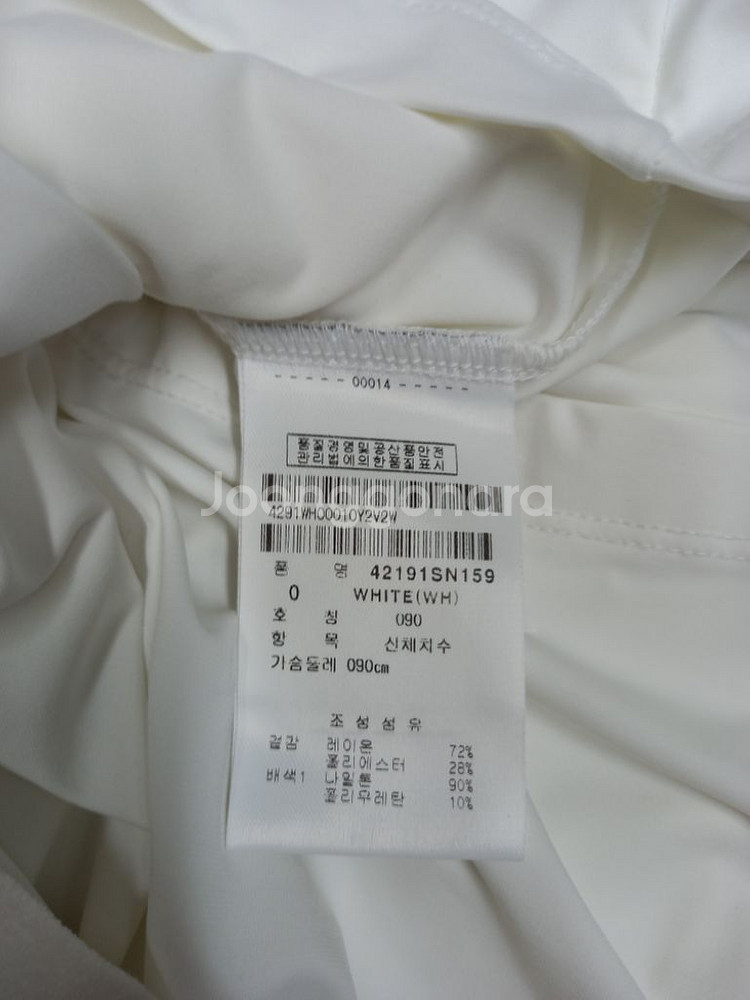 - - - - - 00014 - - - - -
품질경영및공산품안전
관리법에의한품질표시
Joonggonara
4291WH00010Y2V2W
품 명 42191SN159
0 WHITE(WH)
호 칭 090
항 목 신체치수
가슴둘레 090cm
조 성 섬 유
겉감 레이온 72%
폴리에스터 28%
배색1 나일론 90%
폴리우레탄 10%